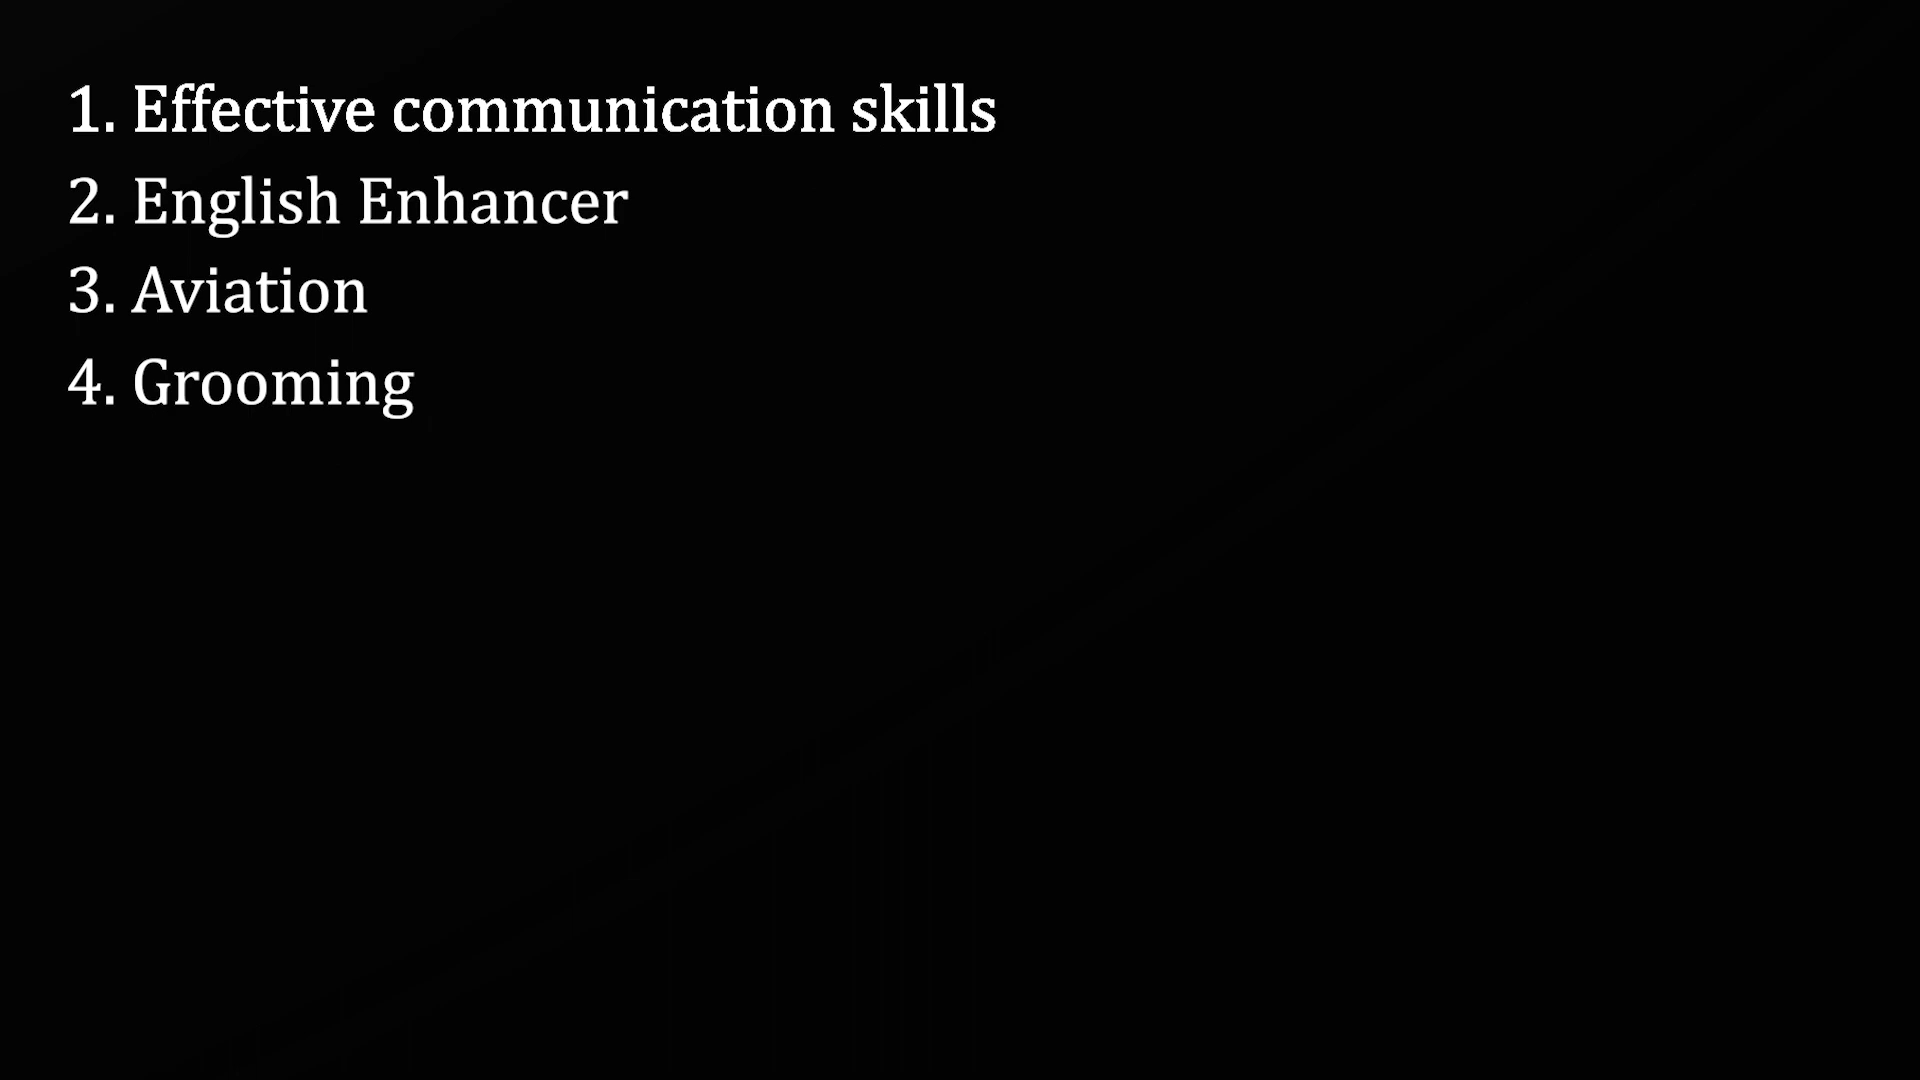 1. Effective communication skills
2. English Enhancer
3. Aviation
4. Grooming